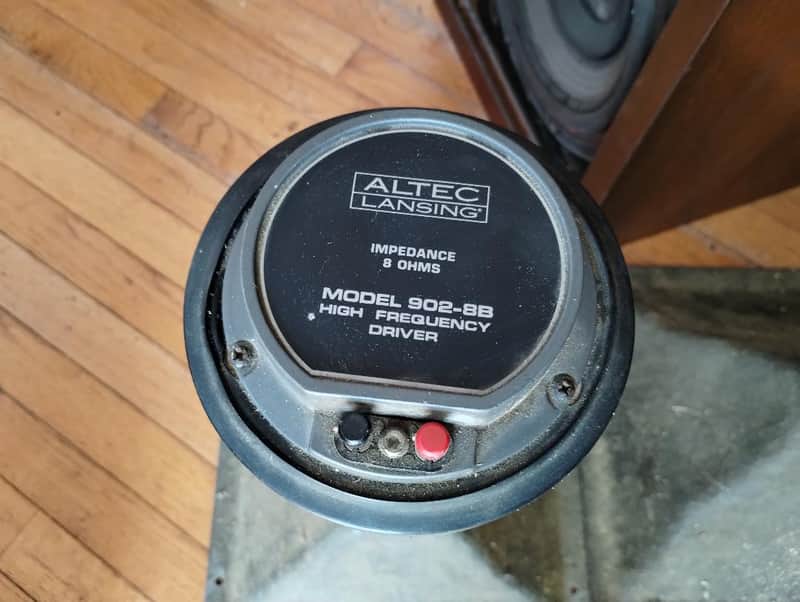 ALTEC
LANSING®
IMPEDANCE
8 OHMS
MODEL 902-8B
HIGH FREQUENCY
DRIVER